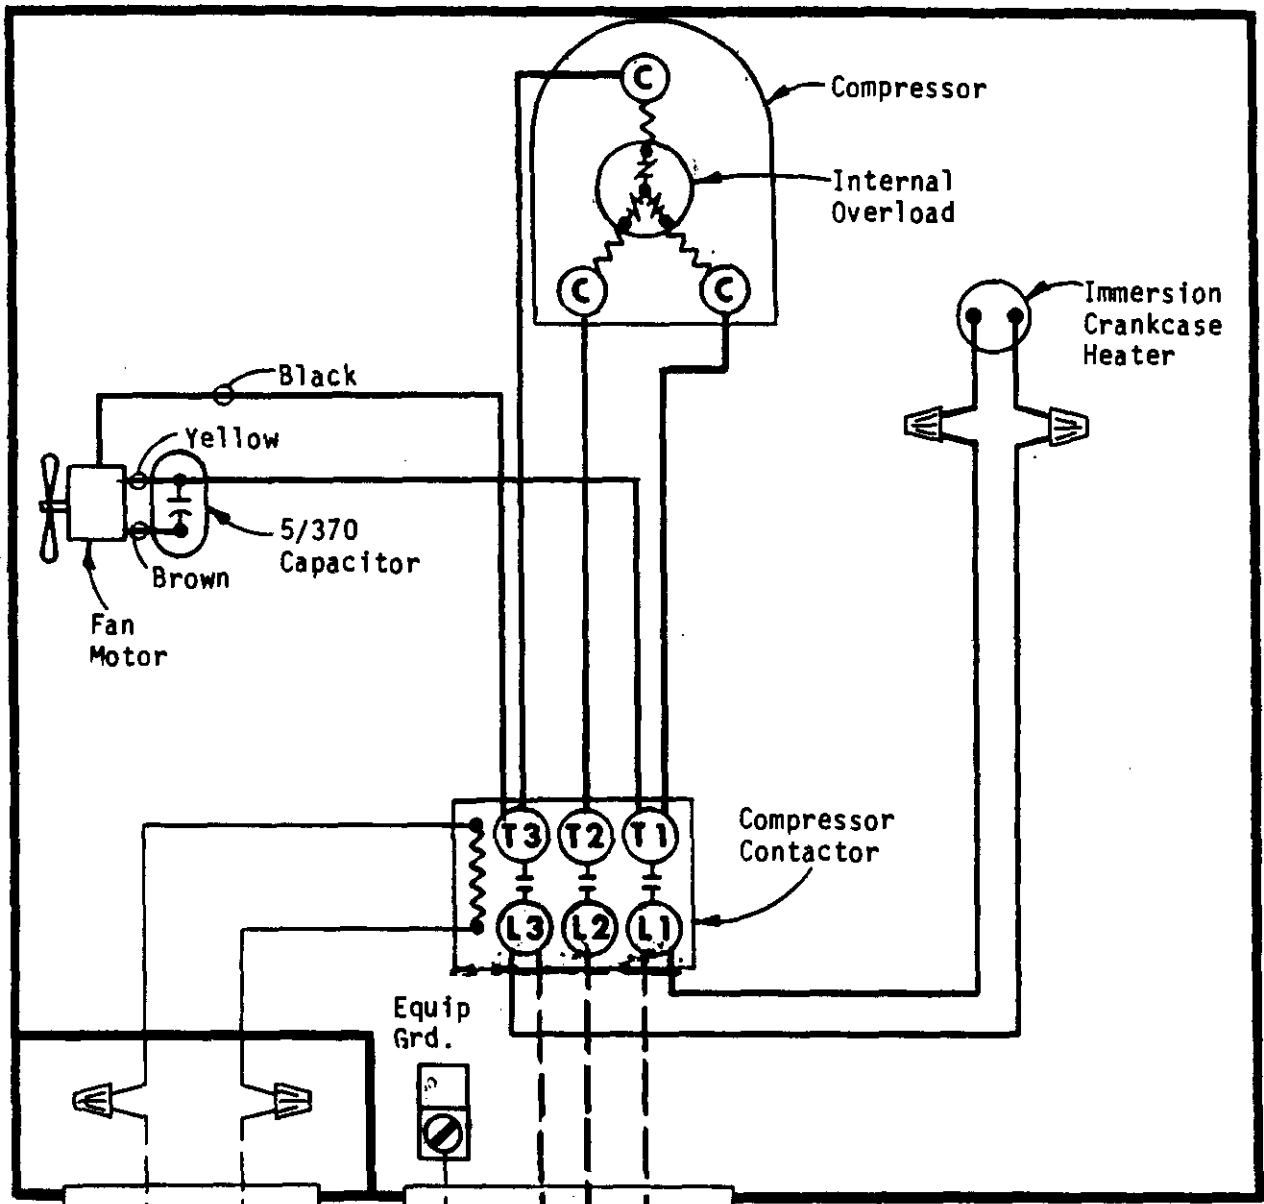 C
Compressor
Internal
Overload
C
C
Immersion
Crankcase
Heater
Black
Yellow
5/370
Capacitor
Brown
Fan
Motor
T3
T2
T1
Compressor
Contactor
L3
L2
L1
Equip
Grd.